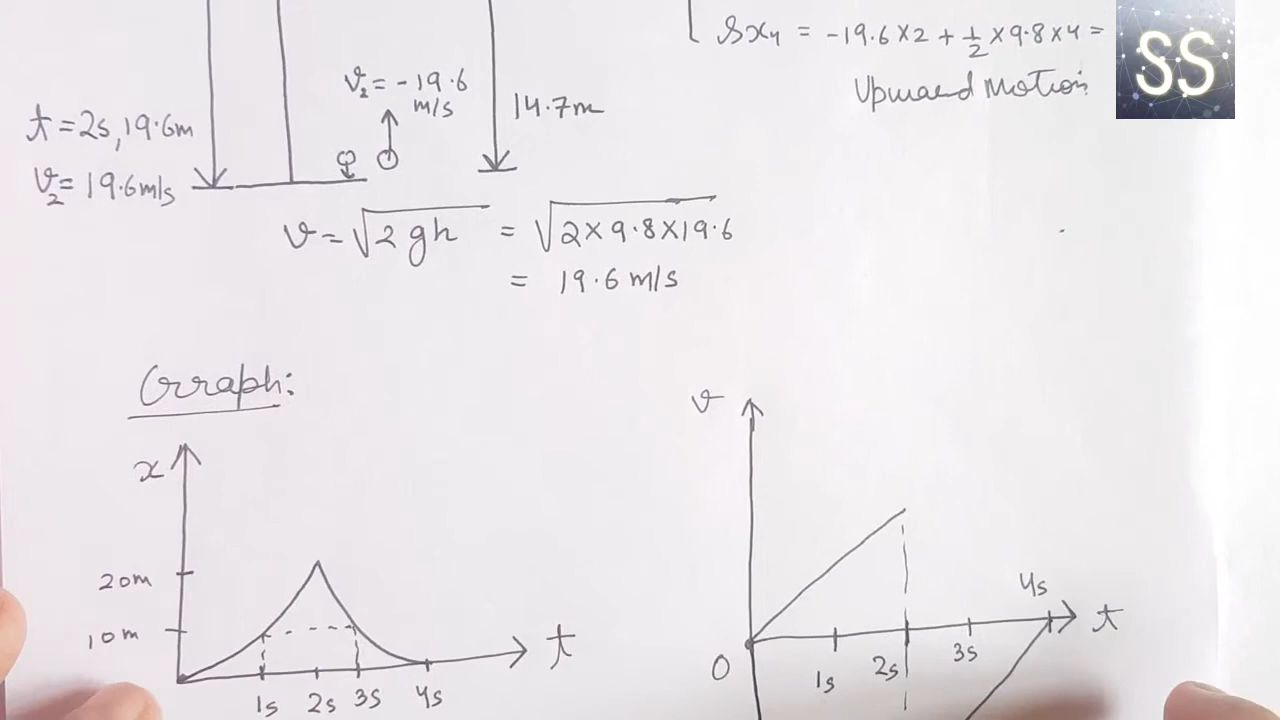 𝒮x₄ = -19.6×2 + 1/2 ×9.8×4 =
Upward Motion
SS
v₂ = -19.6
m/s
14.7m
t = 2s, 19.6m
v₂ = 19.6m/s
v = √2gh = √2×9.8×19.6
= 19.6 m/s
Graph:
x
20m
10m
1s 2s 3s 4s
t
v
0
1s 2s 3s 4s
t